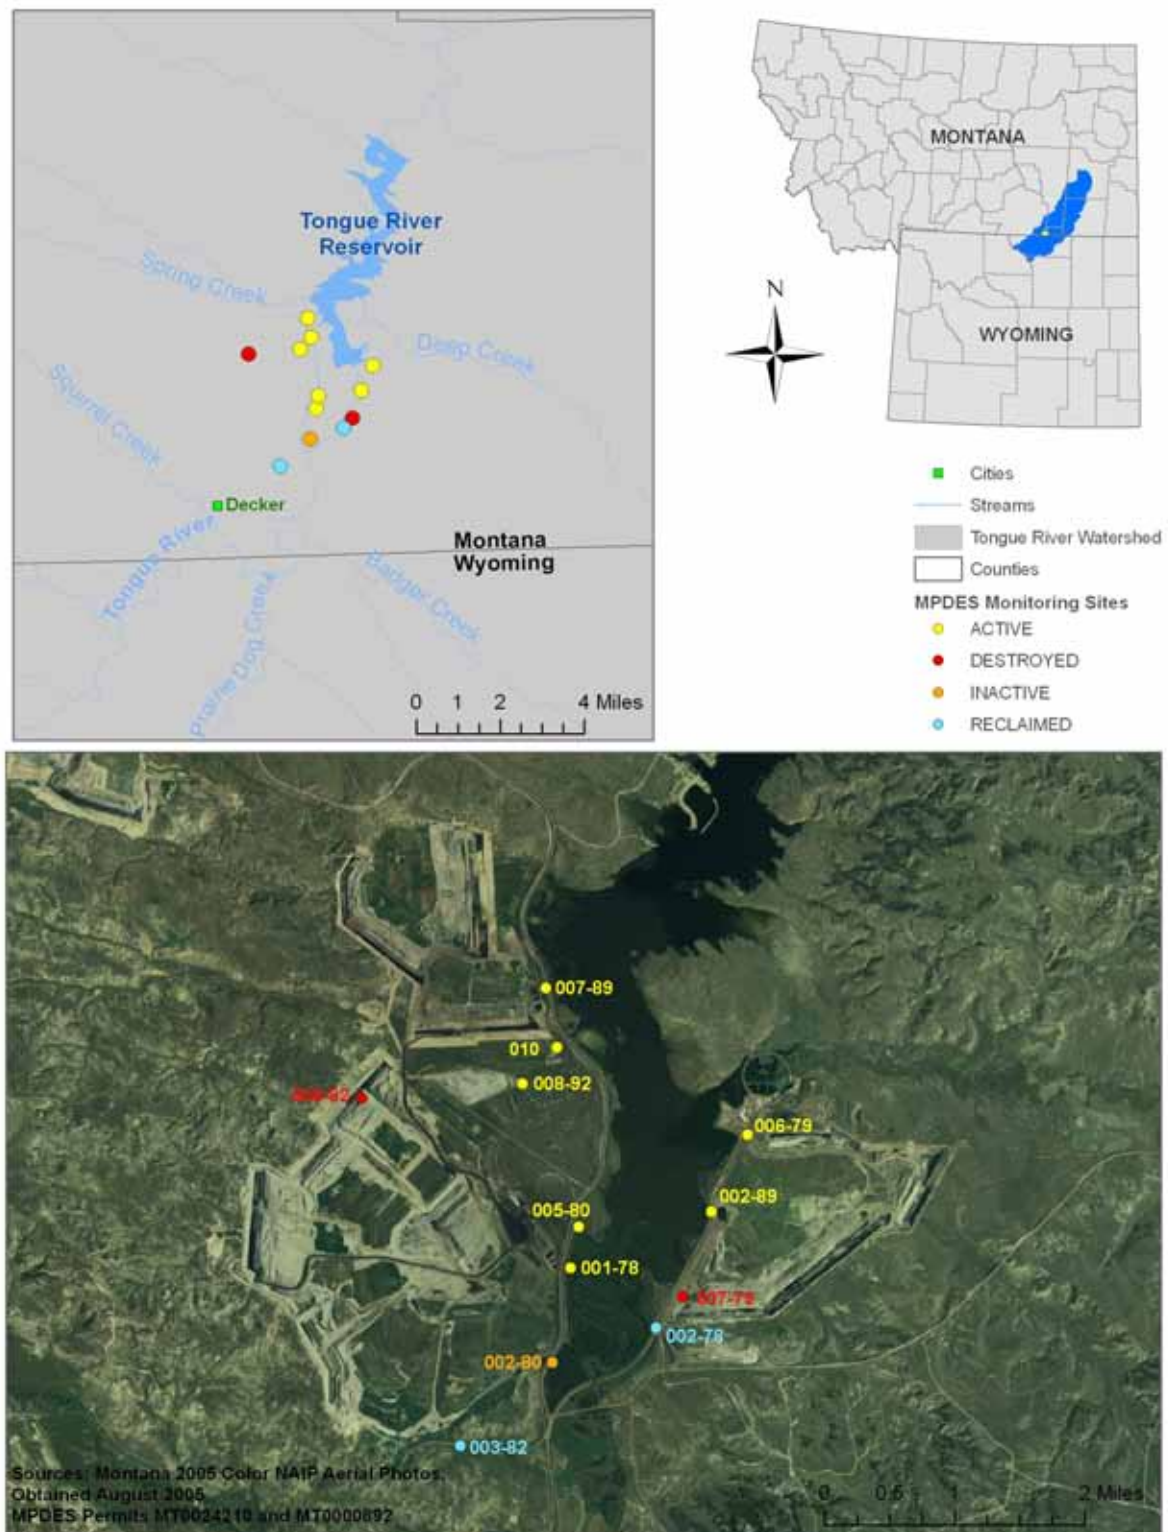 Tongue River
Reservoir
Spring Creek
Deep Creek
Squirrel Creek
Decker
Tongue River
Montana
Wyoming
Badger Creek
Prairie Dog Creek
0 1 2 4 Miles
MONTANA
WYOMING
N
Cities
Streams
Tongue River Watershed
Counties
MPDES Monitoring Sites
ACTIVE
DESTROYED
INACTIVE
RECLAIMED
007-89
010
008-92
006-79
002-89
005-80
001-78
007-79
002-78
002-80
003-82
Sources: Montana 2005 Color NAIP Aerial Photos.
Obtained August 2005
MPDES Permits MT0024210 and MT0000892
0 0.5 1 2 Miles